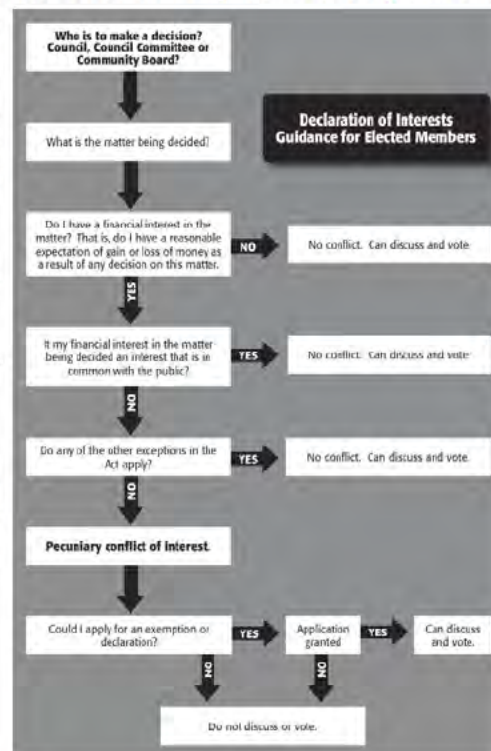 Who is to make a decision?
Council, Council Committee or
Community Board?
Declaration of Interests
Guidance for Elected Members
What is the matter being decided?
Do I have a financial interest in the
matter? That is, do I have a reasonable
expectation of gain or loss of money as
a result of any decision on this matter.
NO
No conflict. Can discuss and vote
YES
If my financial interest in the matter
being decided an interest that is in
common with the public?
YES
No conflict. Can discuss and vote
NO
Do any of the other exceptions in the
Act apply?
YES
No conflict. Can discuss and vote.
NO
Pecuniary conflict of interest.
Could I apply for an exemption or
declaration?
YES
Application
granted
YES
Can discuss
and vote.
NO
NO
Do not discuss or vote.